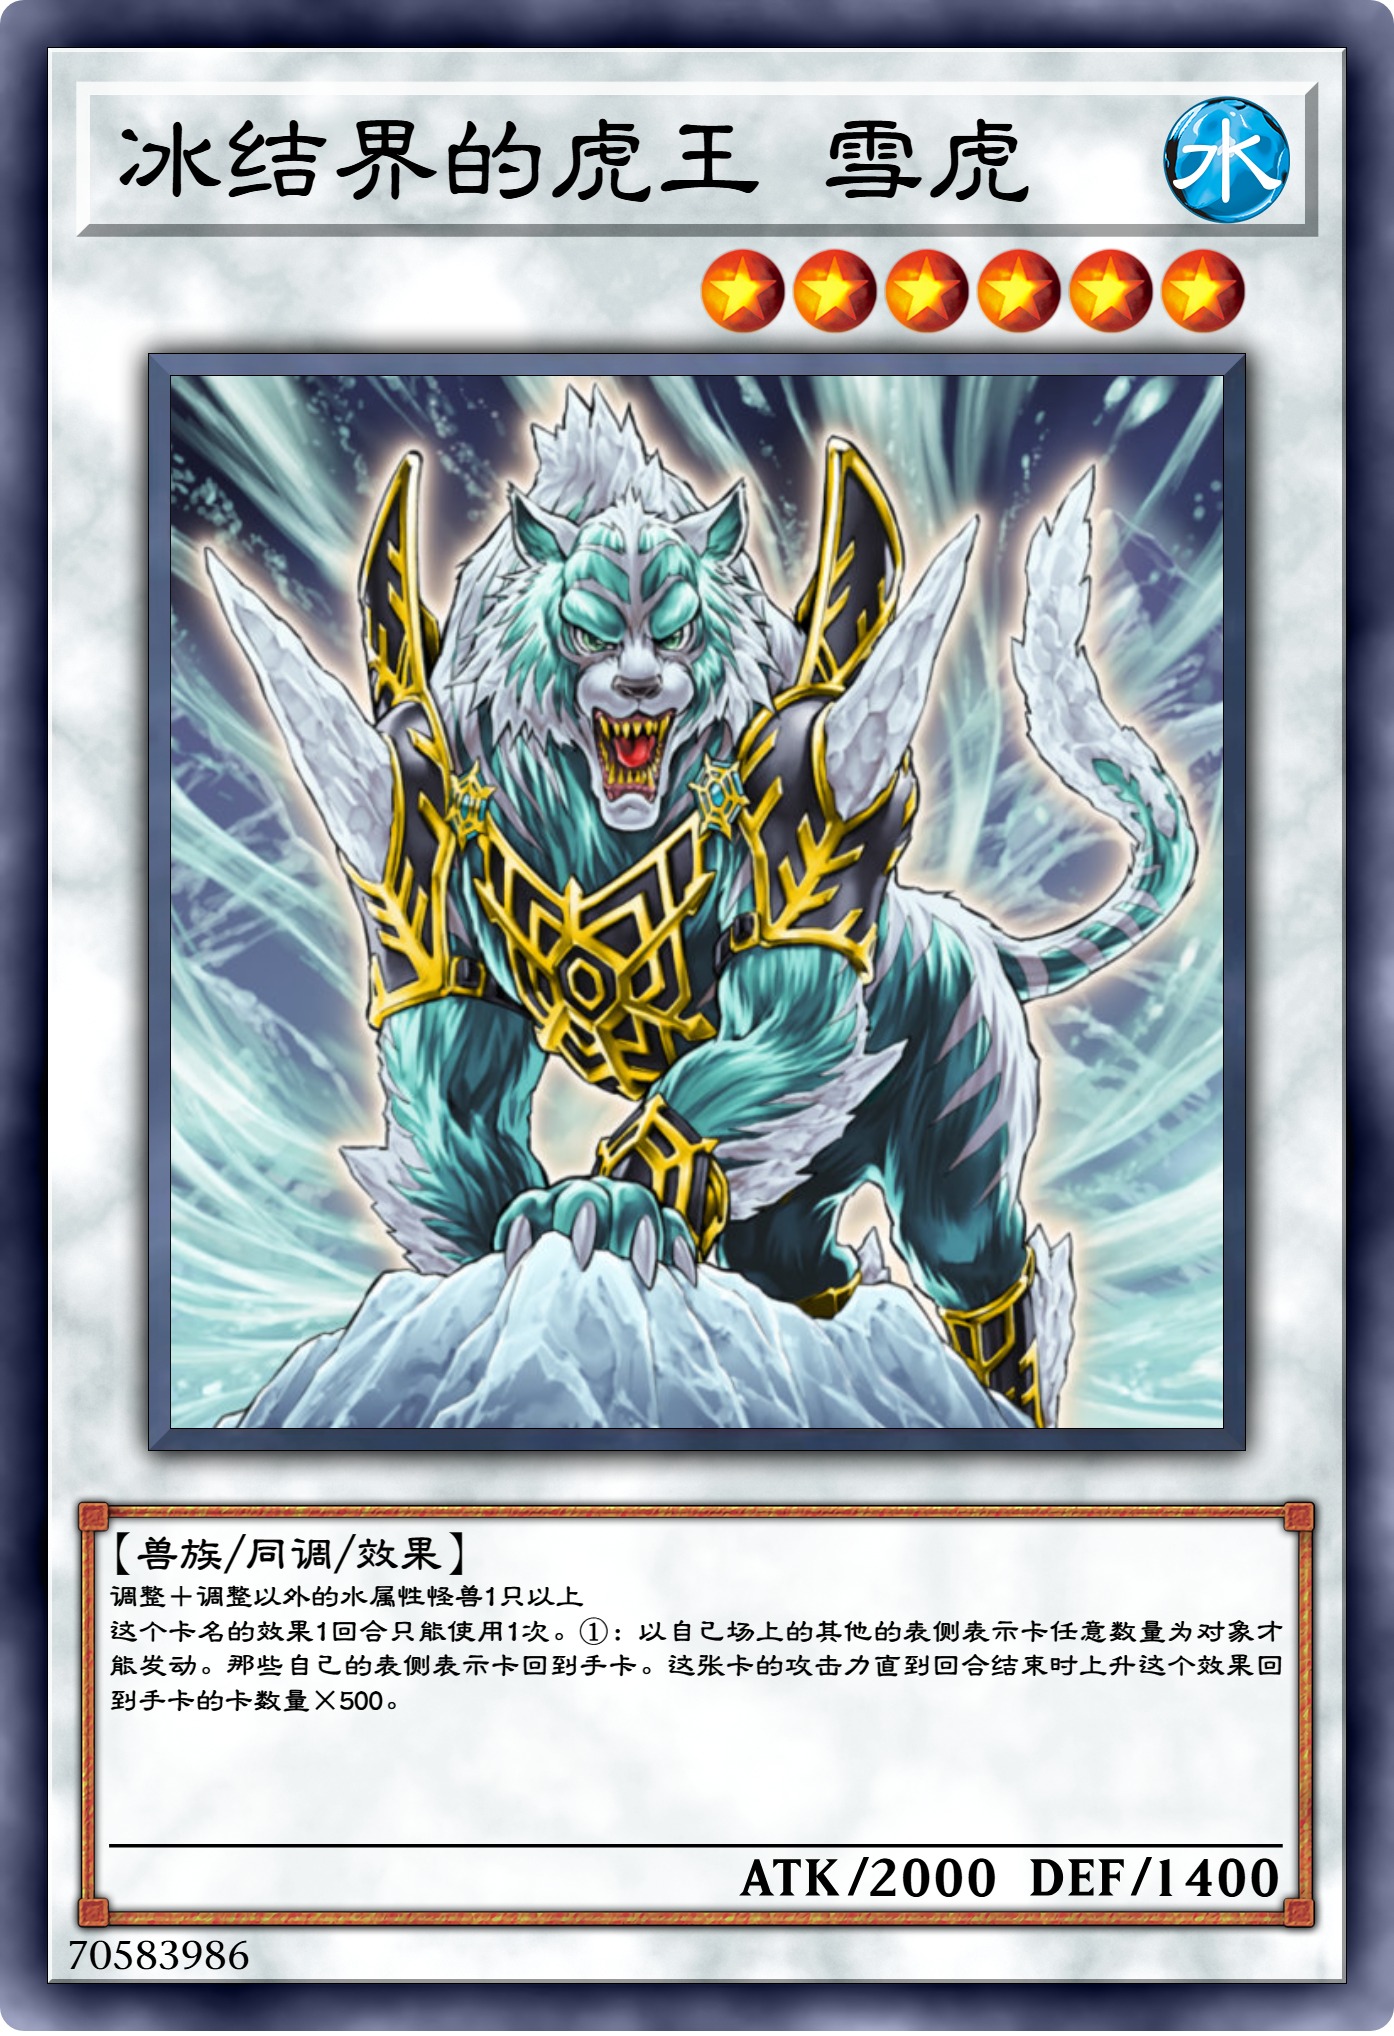 冰结界的虎王 雪虎
水
【兽族/同调/效果】
调整＋调整以外的水属性怪兽1只以上
这个卡名的效果1回合只能使用1次。①：以自己场上的其他的表侧表示卡任意数量为对象才
能发动。那些自己的表侧表示卡回到手卡。这张卡的攻击力直到回合结束时上升这个效果回
到手卡的卡数量×500。
ATK/2000 DEF/1400
70583986